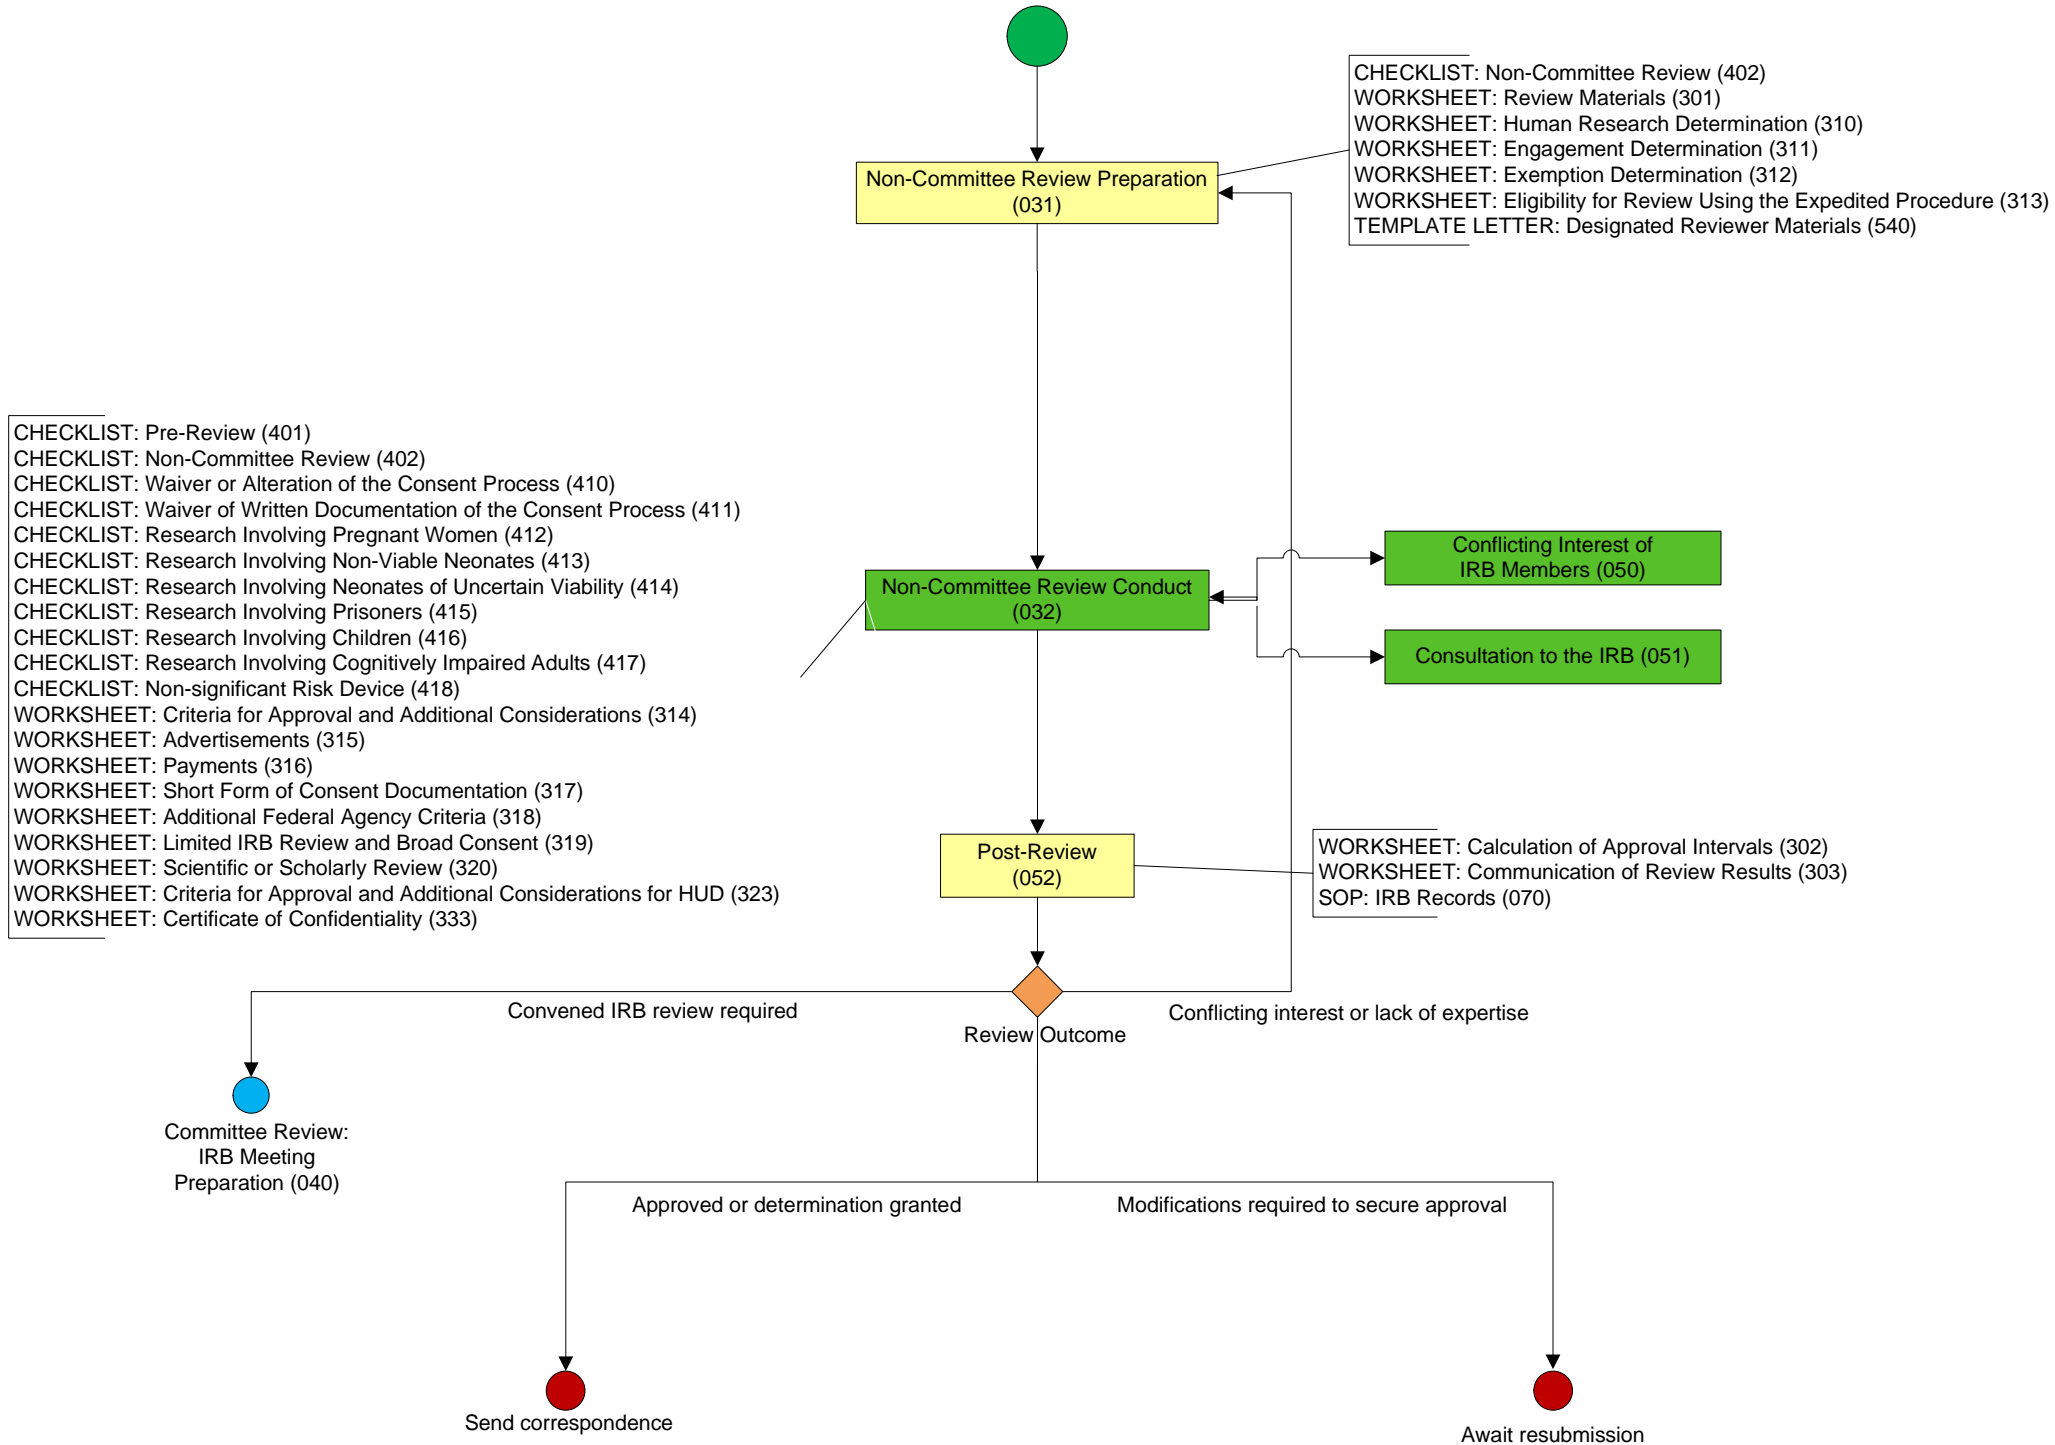 CHECKLIST: Non-Committee Review (402)
WORKSHEET: Review Materials (301)
WORKSHEET: Human Research Determination (310)
WORKSHEET: Engagement Determination (311)
WORKSHEET: Exemption Determination (312)
WORKSHEET: Eligibility for Review Using the Expedited Procedure (313)
TEMPLATE LETTER: Designated Reviewer Materials (540)
Non-Committee Review Preparation
(031)
CHECKLIST: Pre-Review (401)
CHECKLIST: Non-Committee Review (402)
CHECKLIST: Waiver or Alteration of the Consent Process (410)
CHECKLIST: Waiver of Written Documentation of the Consent Process (411)
CHECKLIST: Research Involving Pregnant Women (412)
CHECKLIST: Research Involving Non-Viable Neonates (413)
CHECKLIST: Research Involving Neonates of Uncertain Viability (414)
CHECKLIST: Research Involving Prisoners (415)
CHECKLIST: Research Involving Children (416)
CHECKLIST: Research Involving Cognitively Impaired Adults (417)
CHECKLIST: Non-significant Risk Device (418)
WORKSHEET: Criteria for Approval and Additional Considerations (314)
WORKSHEET: Advertisements (315)
WORKSHEET: Payments (316)
WORKSHEET: Short Form of Consent Documentation (317)
WORKSHEET: Additional Federal Agency Criteria (318)
WORKSHEET: Limited IRB Review and Broad Consent (319)
WORKSHEET: Scientific or Scholarly Review (320)
WORKSHEET: Criteria for Approval and Additional Considerations for HUD (323)
WORKSHEET: Certificate of Confidentiality (333)
Non-Committee Review Conduct
(032)
Conflicting Interest of
IRB Members (050)
Consultation to the IRB (051)
Post-Review
(052)
WORKSHEET: Calculation of Approval Intervals (302)
WORKSHEET: Communication of Review Results (303)
SOP: IRB Records (070)
Convened IRB review required
Conflicting interest or lack of expertise
Review Outcome
Committee Review:
IRB Meeting
Preparation (040)
Approved or determination granted
Modifications required to secure approval
Send correspondence
Await resubmission